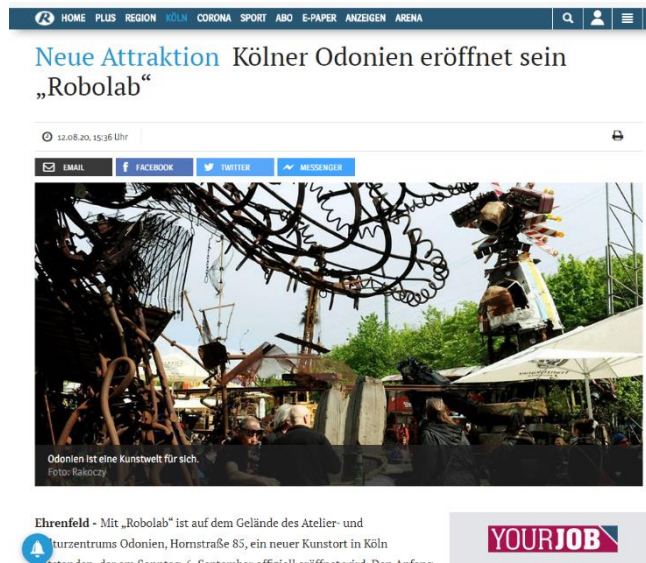 R HOME PLUS REGION KÖLN CORONA SPORT ABO E-PAPER ANZEIGEN ARENA
Neue Attraktion Kölner Odonien eröffnet sein
„Robolab“
12.08.20, 15:36 Uhr
EMAIL FACEBOOK TWITTER MESSENGER
Odonien ist eine Kunstwelt für sich.
Foto: Rakoczy
Ehrenfeld - Mit „Robolab“ ist auf dem Gelände des Atelier- und
turzentrums Odonien, Hornstraße 85, ein neuer Kunstort in Köln
YOURJOB